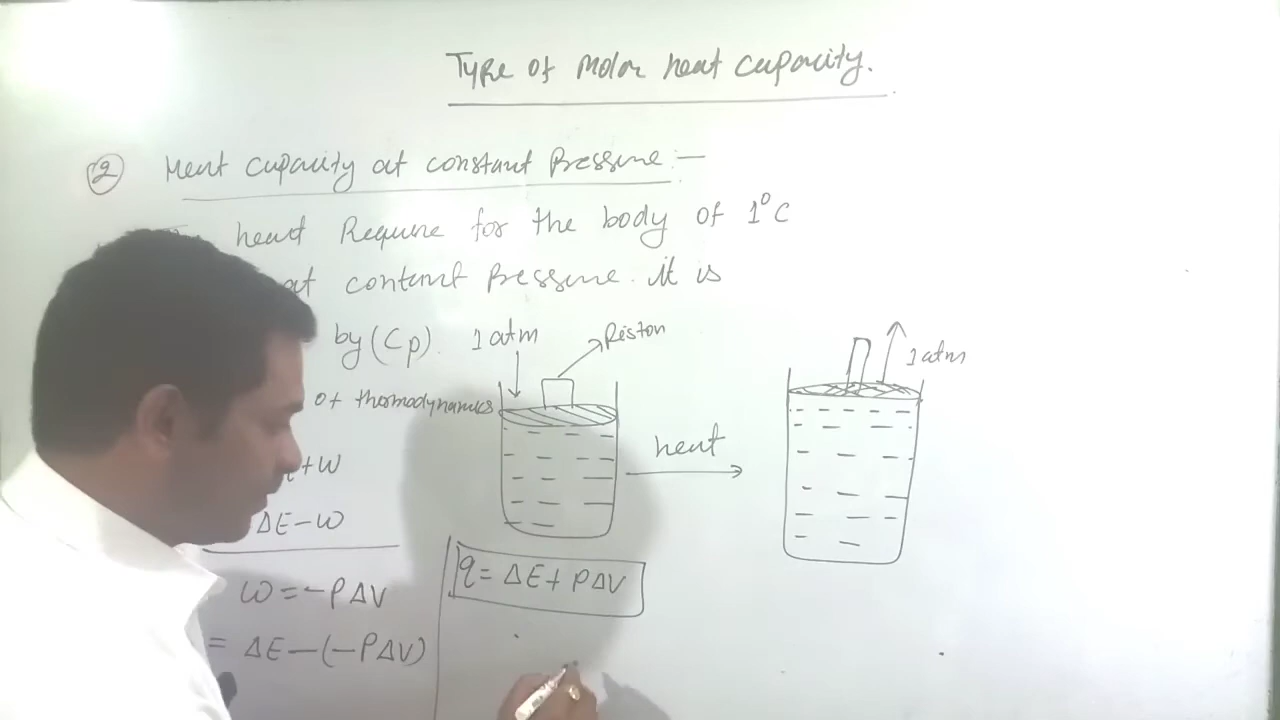 Type of Molar heat capacity.
② Heat capacity at constant Pressure :-
heat Require for the body of 1°C
at contant pressure. it is
by (Cp). 1 atm Piston
1 atm
of thermodynamics
heat
+W
ΔE-W
q = ΔE + PΔV
W = -PΔV
= ΔE - (-PΔV)